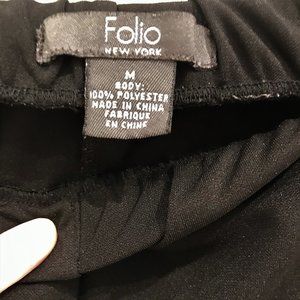 Folio
NEW YORK
M
BODY:
100% POLYESTER
MADE IN CHINA
FABRIQUE
EN CHINE